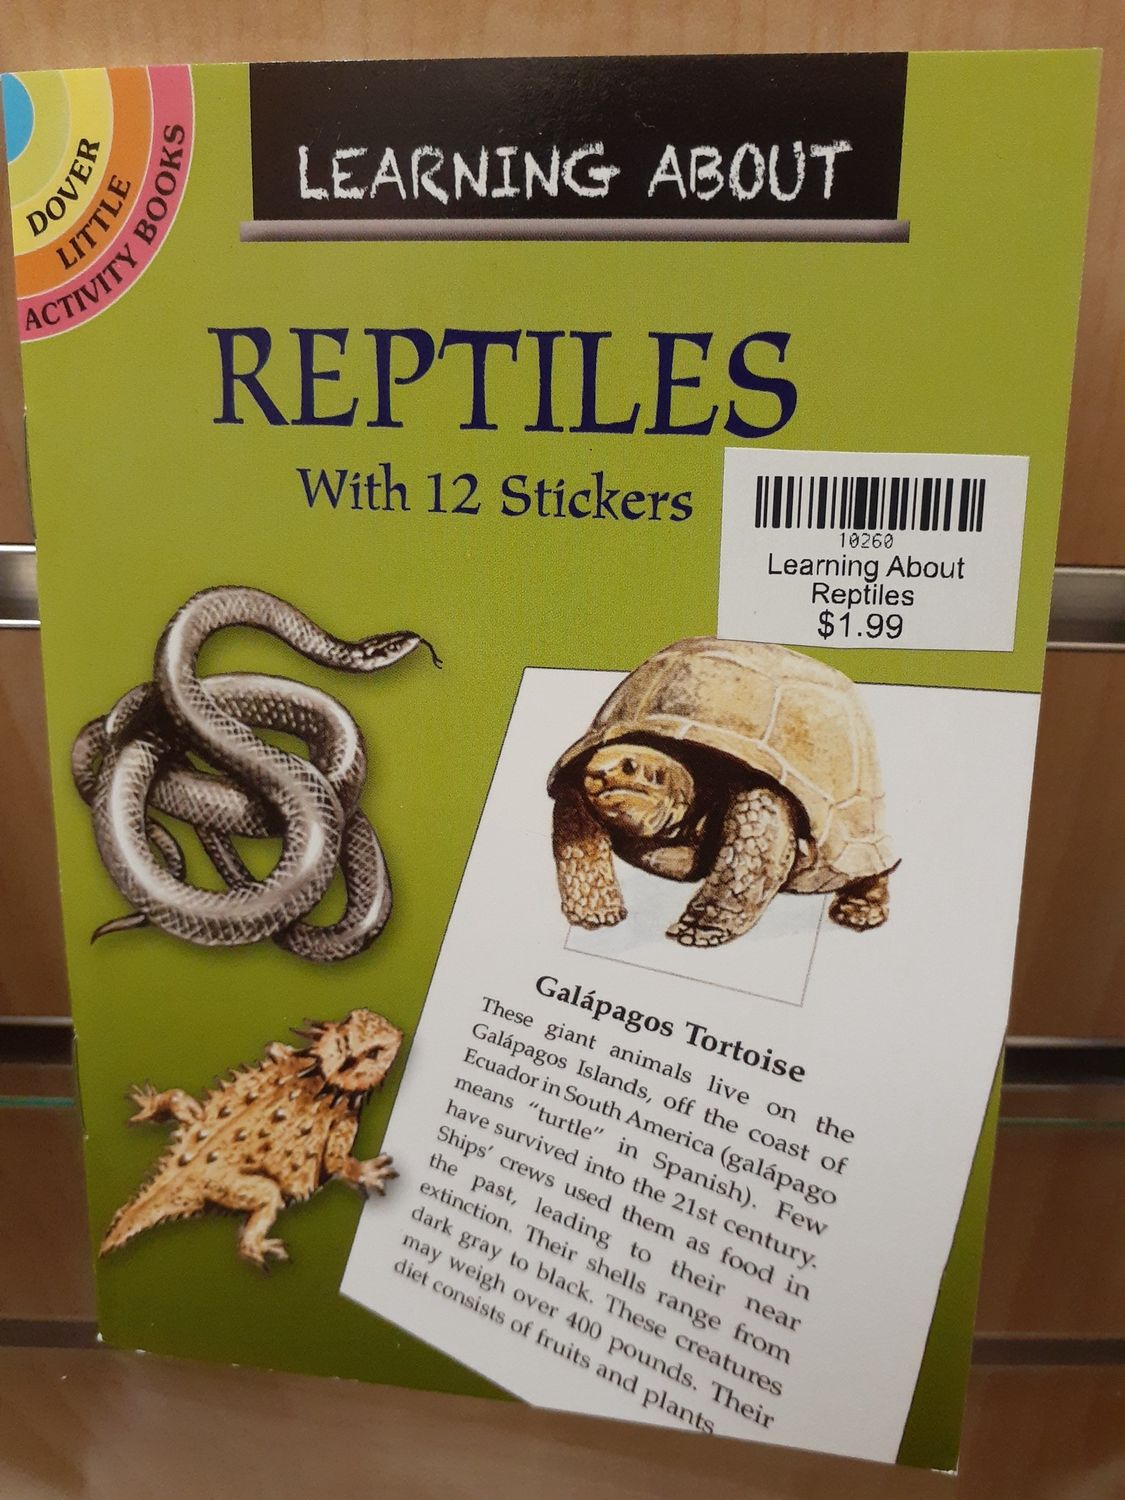 LEARNING ABOUT
DOVER
LITTLE
ACTIVITY BOOKS
REPTILES
With 12 Stickers
10260
Learning About
Reptiles
$1.99
Galápagos Tortoise
These giant animals live on the
Galápagos Islands, off the coast of
Ecuador in South America (galápago
means "turtle" in Spanish). Few
have survived into the 21st century.
Ships' crews used them as food in
the past, leading to their near
extinction. Their shells range from
dark gray to black. These creatures
may weigh over 400 pounds. Their
diet consists of fruits and plants